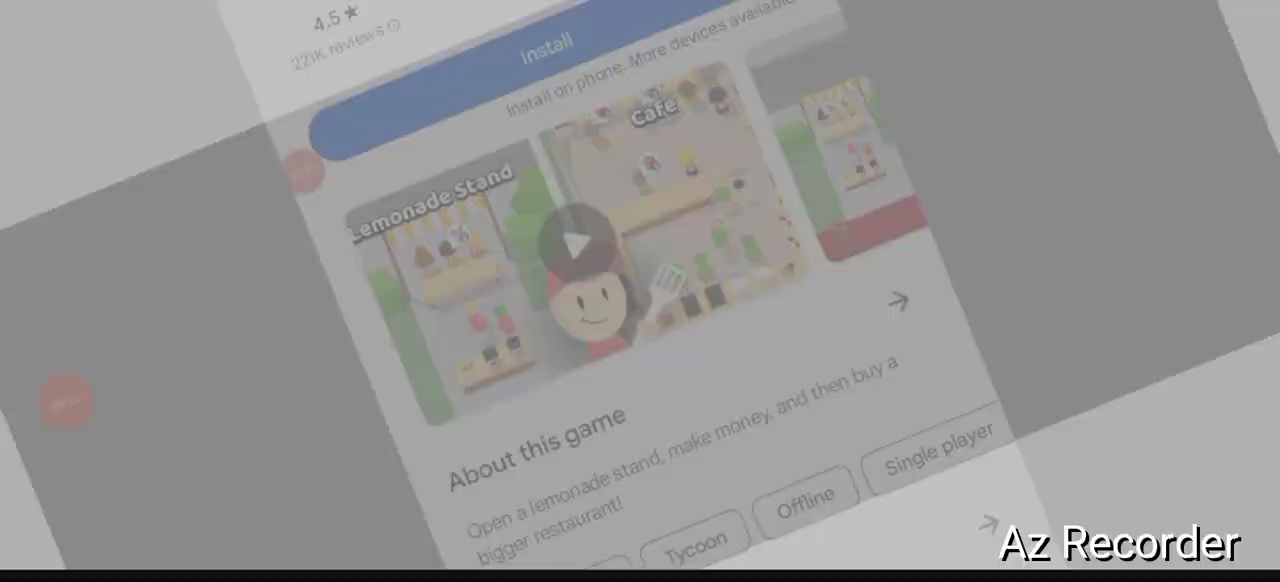 4.5★
221K reviews
Install
Install on phone. More devices available
Lemonade Stand
Cafe
About this game
Open a lemonade stand, make money, and then buy a
bigger restaurant!
Tycoon
Offline
Single player
Az Recorder